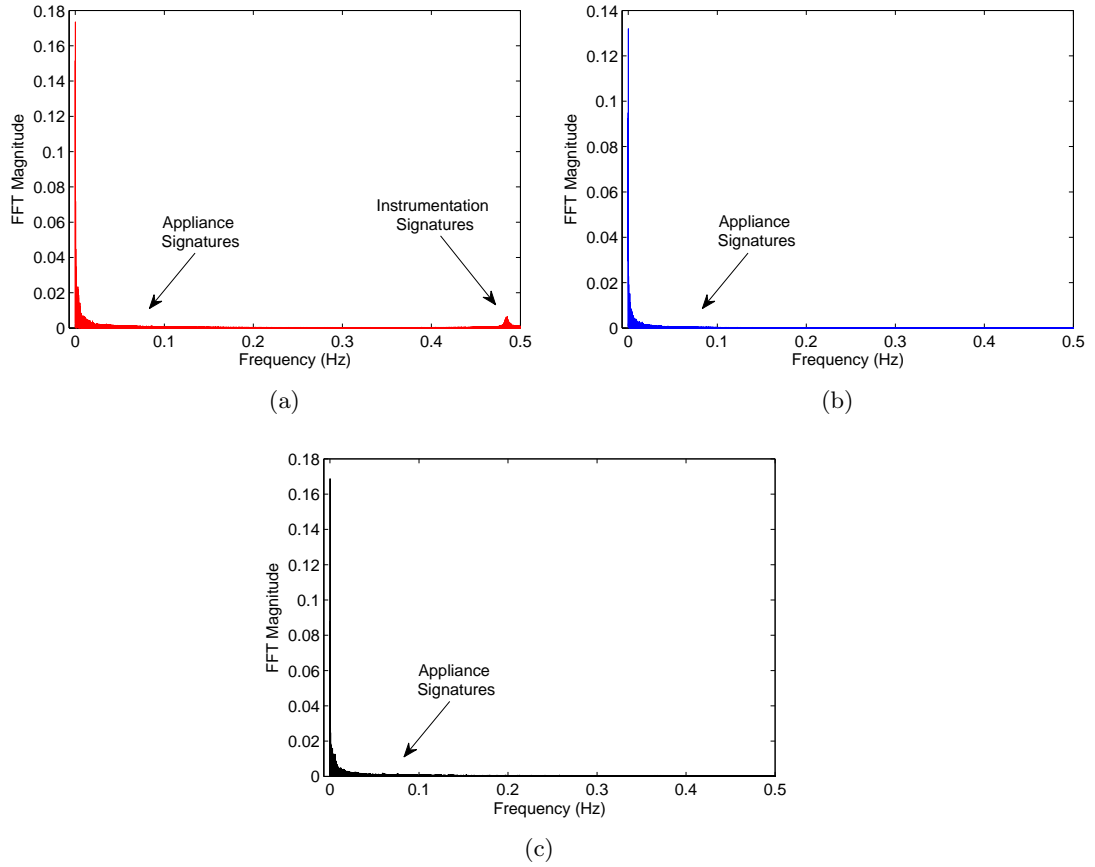 0.18
0.16
0.14
0.12
0.1
0.08
0.06
0.04
0.02
0
FFT Magnitude
Appliance
Signatures
Instrumentation
Signatures
0 0.1 0.2 0.3 0.4 0.5
Frequency (Hz)
(a)
0.14
0.12
0.1
0.08
0.06
0.04
0.02
0
FFT Magnitude
Appliance
Signatures
0 0.1 0.2 0.3 0.4 0.5
Frequency (Hz)
(b)
0.18
0.16
0.14
0.12
0.1
0.08
0.06
0.04
0.02
0
FFT Magnitude
Appliance
Signatures
0 0.1 0.2 0.3 0.4 0.5
Frequency (Hz)
(c)